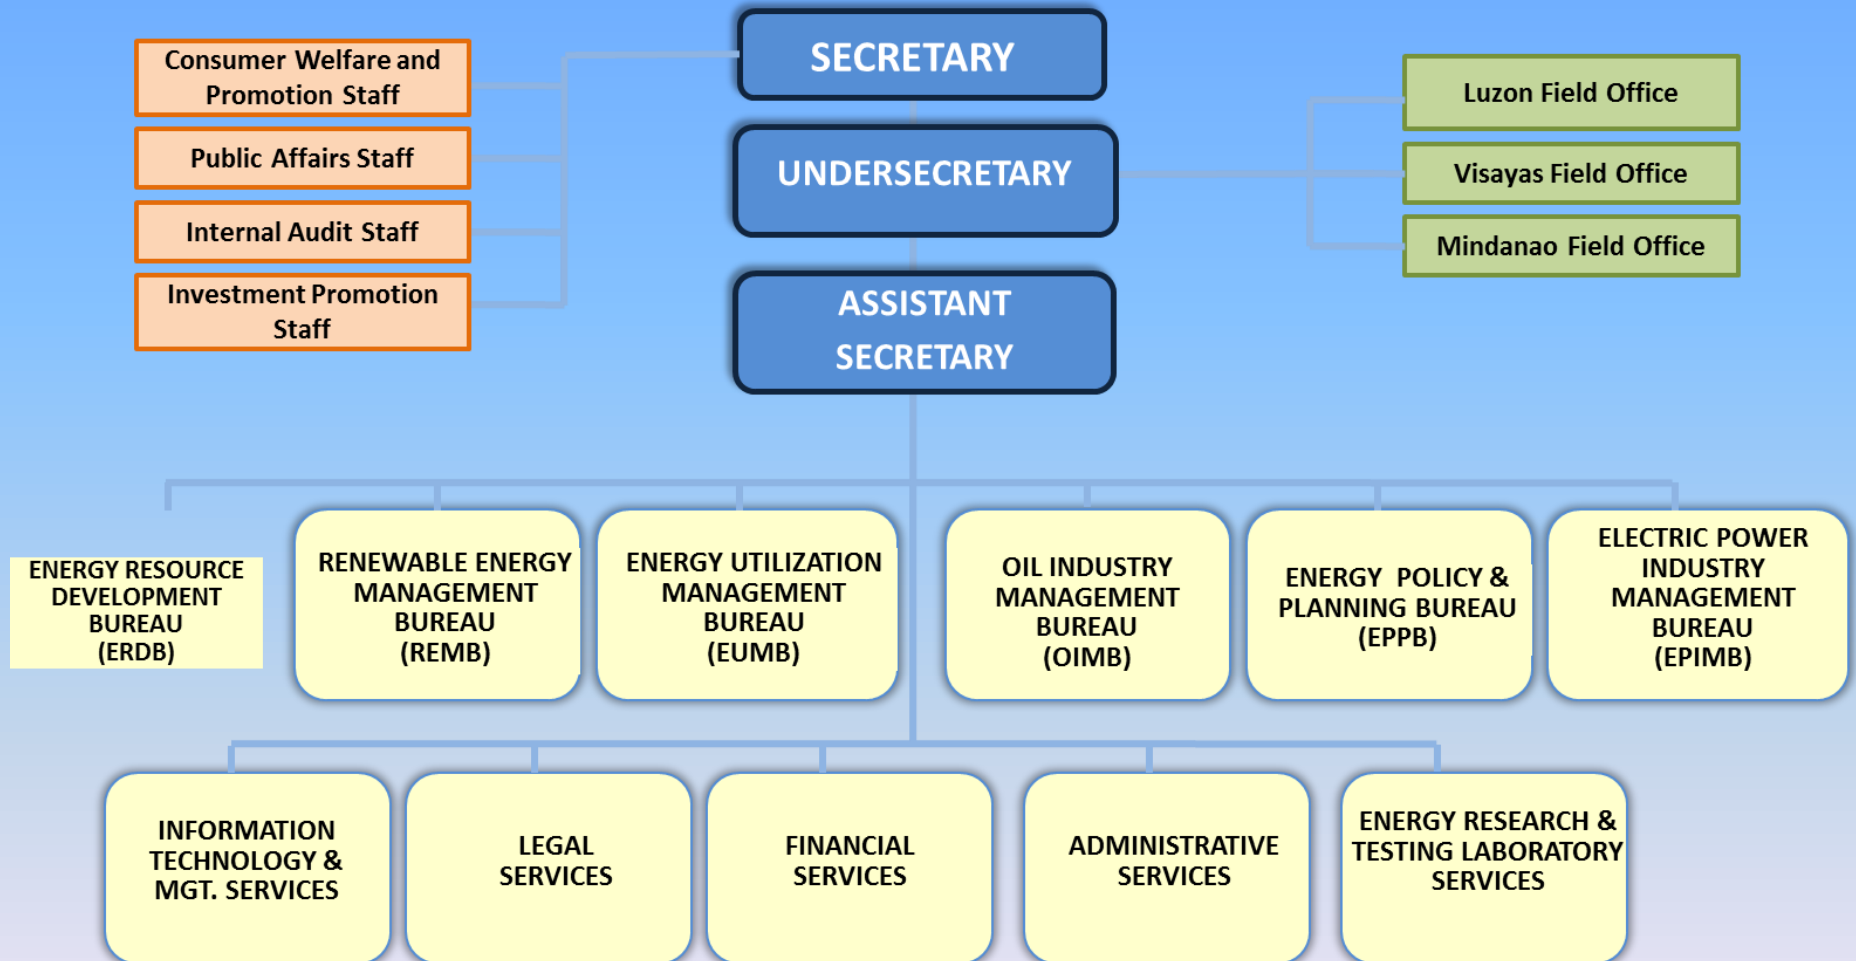 SECRETARY
Consumer Welfare and
Promotion Staff
Public Affairs Staff
Internal Audit Staff
Investment Promotion
Staff
UNDERSECRETARY
Luzon Field Office
Visayas Field Office
Mindanao Field Office
ASSISTANT
SECRETARY
ENERGY RESOURCE
DEVELOPMENT
BUREAU
(ERDB)
RENEWABLE ENERGY
MANAGEMENT
BUREAU
(REMB)
ENERGY UTILIZATION
MANAGEMENT
BUREAU
(EUMB)
OIL INDUSTRY
MANAGEMENT
BUREAU
(OIMB)
ENERGY POLICY &
PLANNING BUREAU
(EPPB)
ELECTRIC POWER
INDUSTRY
MANAGEMENT
BUREAU
(EPIMB)
INFORMATION
TECHNOLOGY &
MGT. SERVICES
LEGAL
SERVICES
FINANCIAL
SERVICES
ADMINISTRATIVE
SERVICES
ENERGY RESEARCH &
TESTING LABORATORY
SERVICES